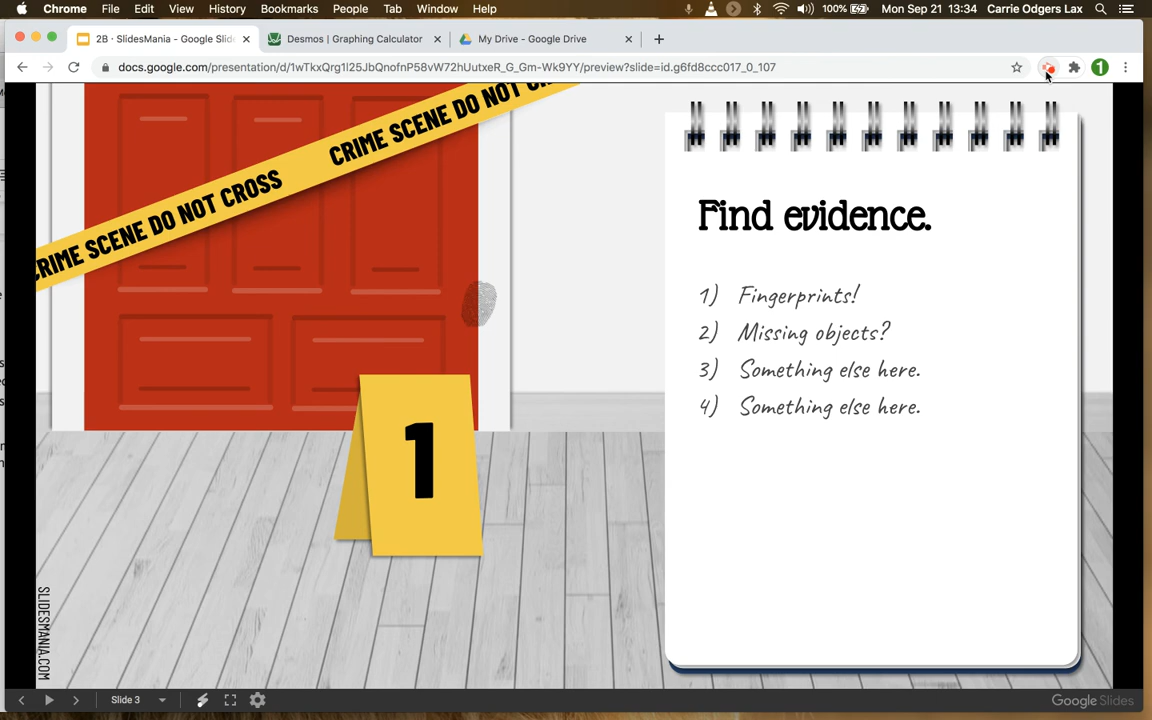 Chrome File Edit View History Bookmarks People Tab Window Help 100% Mon Sep 21 13:34 Carrie Odgers Lax
2B · SlidesMania - Google Slid
Desmos | Graphing Calculator
My Drive - Google Drive
docs.google.com/presentation/d/1wTkxQrg1I25JbQnofnP58vW72hUutxeR_G_Gm-Wk9YY/preview?slide=id.g6fd8ccc017_0_107
1
CRIME SCENE DO NOT CROSS
CRIME SCENE DO NOT
Find evidence.
1) Fingerprints!
2) Missing objects?
3) Something else here.
4) Something else here.
1
SLIDESMANIA.COM
Slide 3
Google Slides